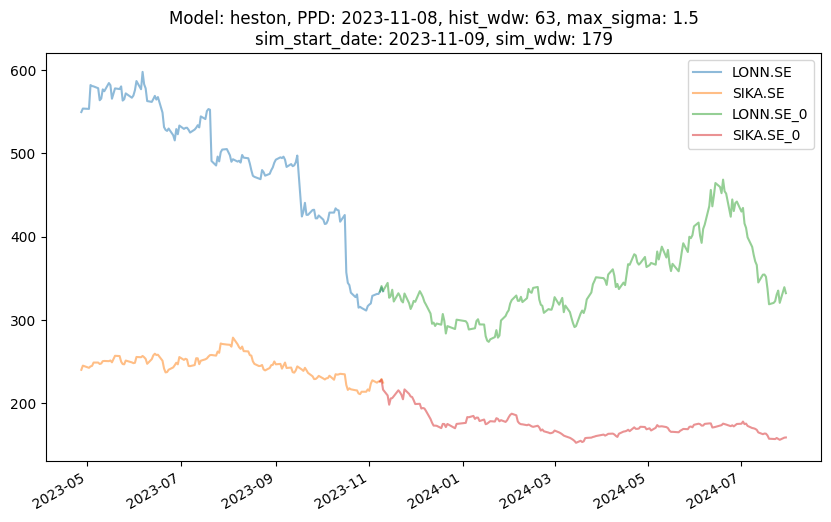 Model: heston, PPD: 2023-11-08, hist_wdw: 63, max_sigma: 1.5
sim_start_date: 2023-11-09, sim_wdw: 179
LONN.SE
SIKA.SE
LONN.SE_0
SIKA.SE_0
600
500
400
300
200
2023-05
2023-07
2023-09
2023-11
2024-01
2024-03
2024-05
2024-07